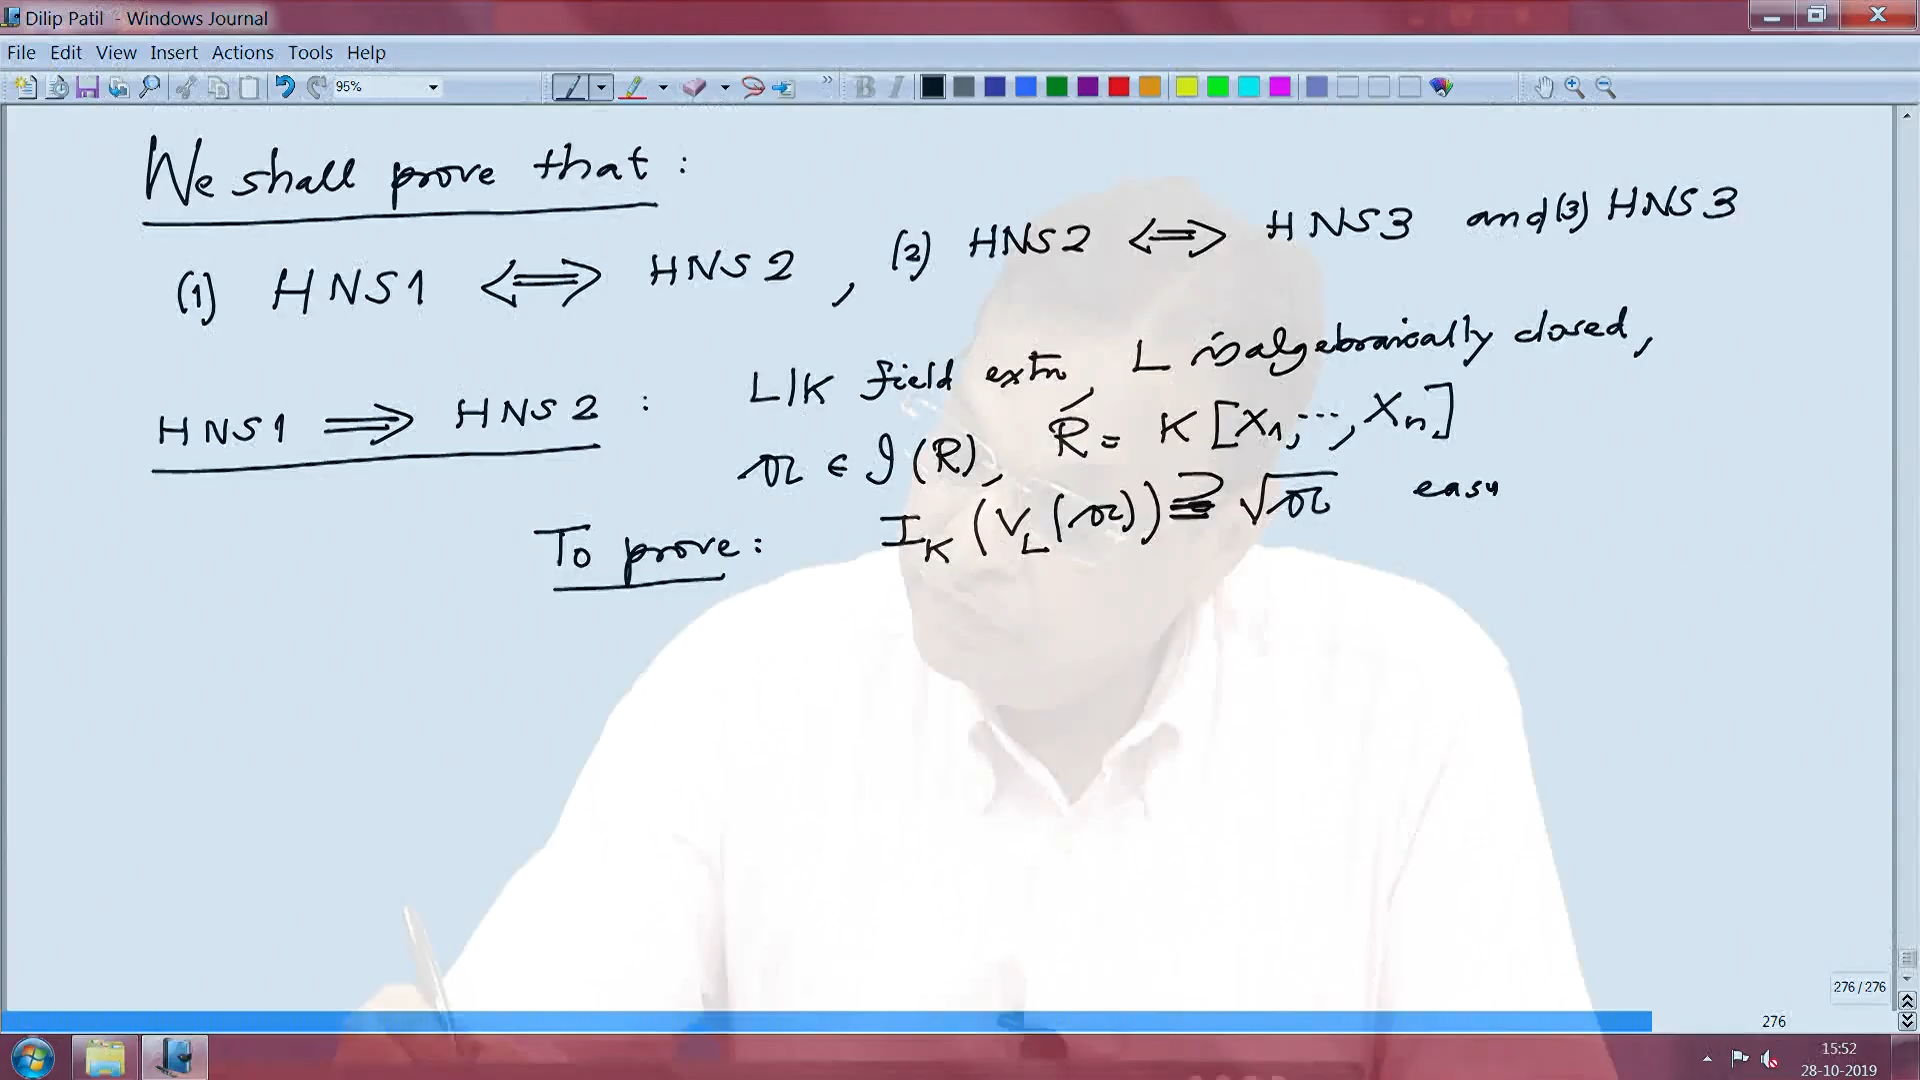 Dilip Patil - Windows Journal
File Edit View Insert Actions Tools Help
95%
We shall prove that :
(1) HNS1 ⟺ HNS2 , (2) HNS2 ⟺ HNS3 and (3) HNS3
HNS1 ⟹ HNS2 : L|K field extn, L is algebraically closed,
𝔞 ∈ 𝓘(R), R = K[X₁, ⋯, Xₙ]
To prove : I_K (V_L(𝔞)) ⊇ √𝔞 easy
276 / 276
276
15:52
28-10-2019